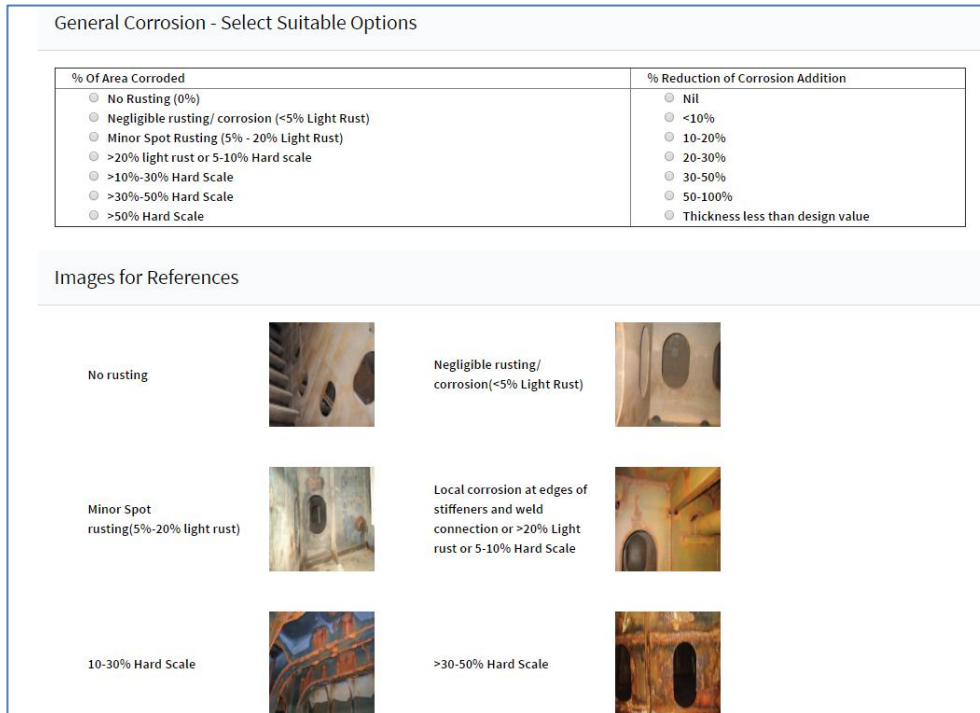 General Corrosion - Select Suitable Options
% Of Area Corroded
% Reduction of Corrosion Addition
No Rusting (0%)
Nil
Negligible rusting/ corrosion (<5% Light Rust)
<10%
Minor Spot Rusting (5% - 20% Light Rust)
10-20%
>20% light rust or 5-10% Hard scale
20-30%
>10%-30% Hard Scale
30-50%
>30%-50% Hard Scale
50-100%
>50% Hard Scale
Thickness less than design value
Images for References
No rusting
Negligible rusting/
corrosion(<5% Light Rust)
Minor Spot
rusting(5%-20% light rust)
Local corrosion at edges of
stiffeners and weld
connection or >20% Light
rust or 5-10% Hard Scale
10-30% Hard Scale
>30-50% Hard Scale